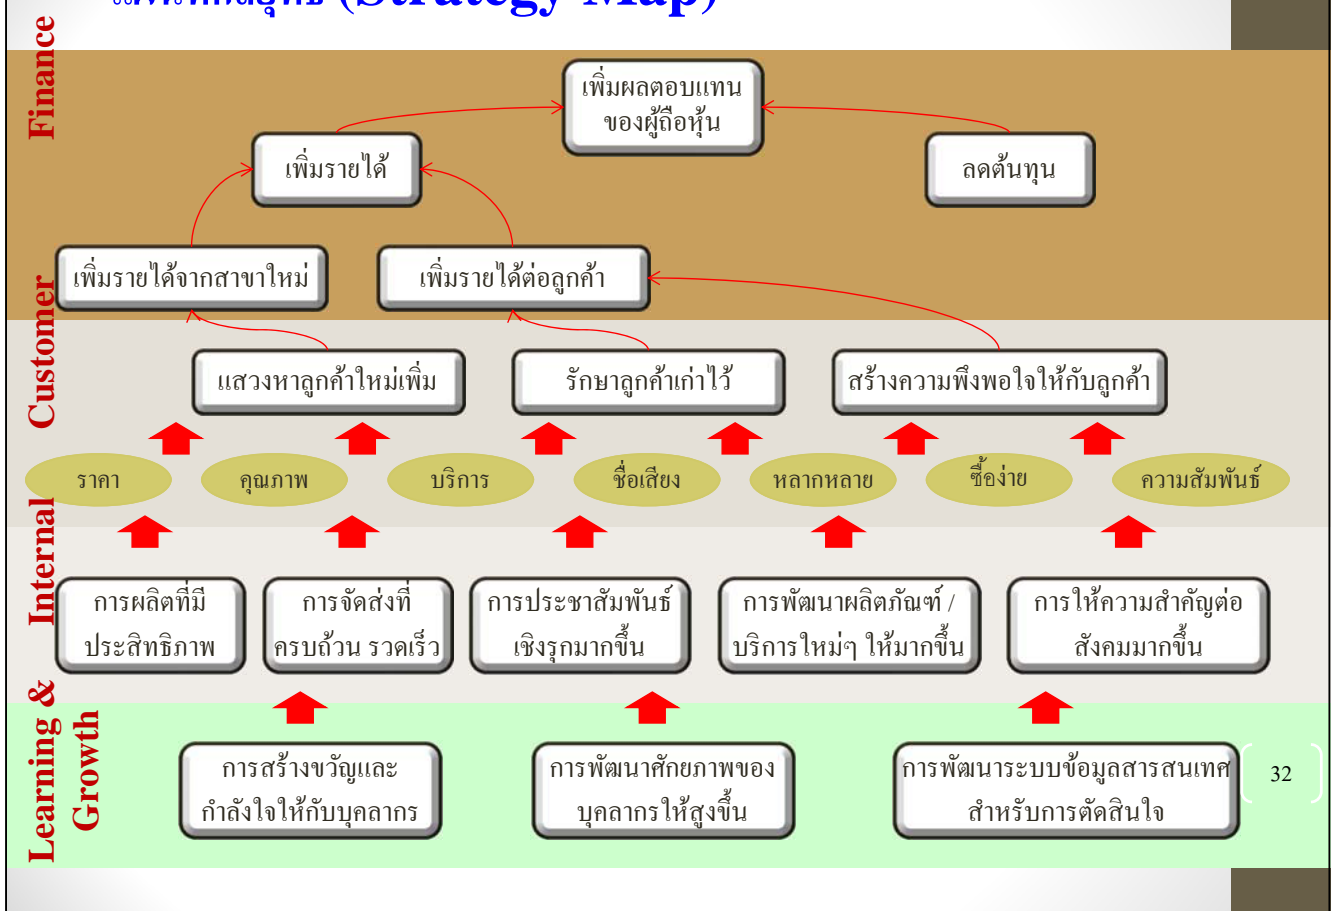 (Strategy Map)
Finance
เพิ่มผลตอบแทน
ของผู้ถือหุ้น
เพิ่มรายได้
ลดต้นทุน
เพิ่มรายได้จากสาขาใหม่
เพิ่มรายได้ต่อลูกค้า
Customer
แสวงหาลูกค้าใหม่เพิ่ม
รักษาลูกค้าเก่าไว้
สร้างความพึงพอใจให้กับลูกค้า
ราคา
คุณภาพ
บริการ
ชื่อเสียง
หลากหลาย
ซื้อง่าย
ความสัมพันธ์
Internal
การผลิตที่มี
ประสิทธิภาพ
การจัดส่งที่
ครบถ้วน รวดเร็ว
การประชาสัมพันธ์
เชิงรุกมากขึ้น
การพัฒนาผลิตภัณฑ์ /
บริการใหม่ๆ ให้มากขึ้น
การให้ความสำคัญต่อ
สังคมมากขึ้น
Learning &
Growth
การสร้างขวัญและ
กำลังใจให้กับบุคลากร
การพัฒนาศักยภาพของ
บุคลากรให้สูงขึ้น
การพัฒนาระบบข้อมูลสารสนเทศ
สำหรับการตัดสินใจ
32